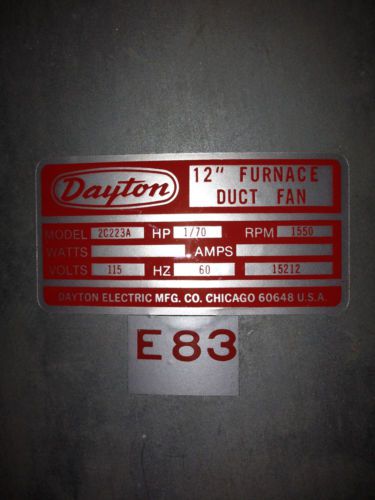 Dayton
12" FURNACE
DUCT FAN
MODEL 2C223A HP 1/70 RPM 1550
WATTS AMPS
VOLTS 115 HZ 60 15212
DAYTON ELECTRIC MFG. CO. CHICAGO 60648 U.S.A.
E83